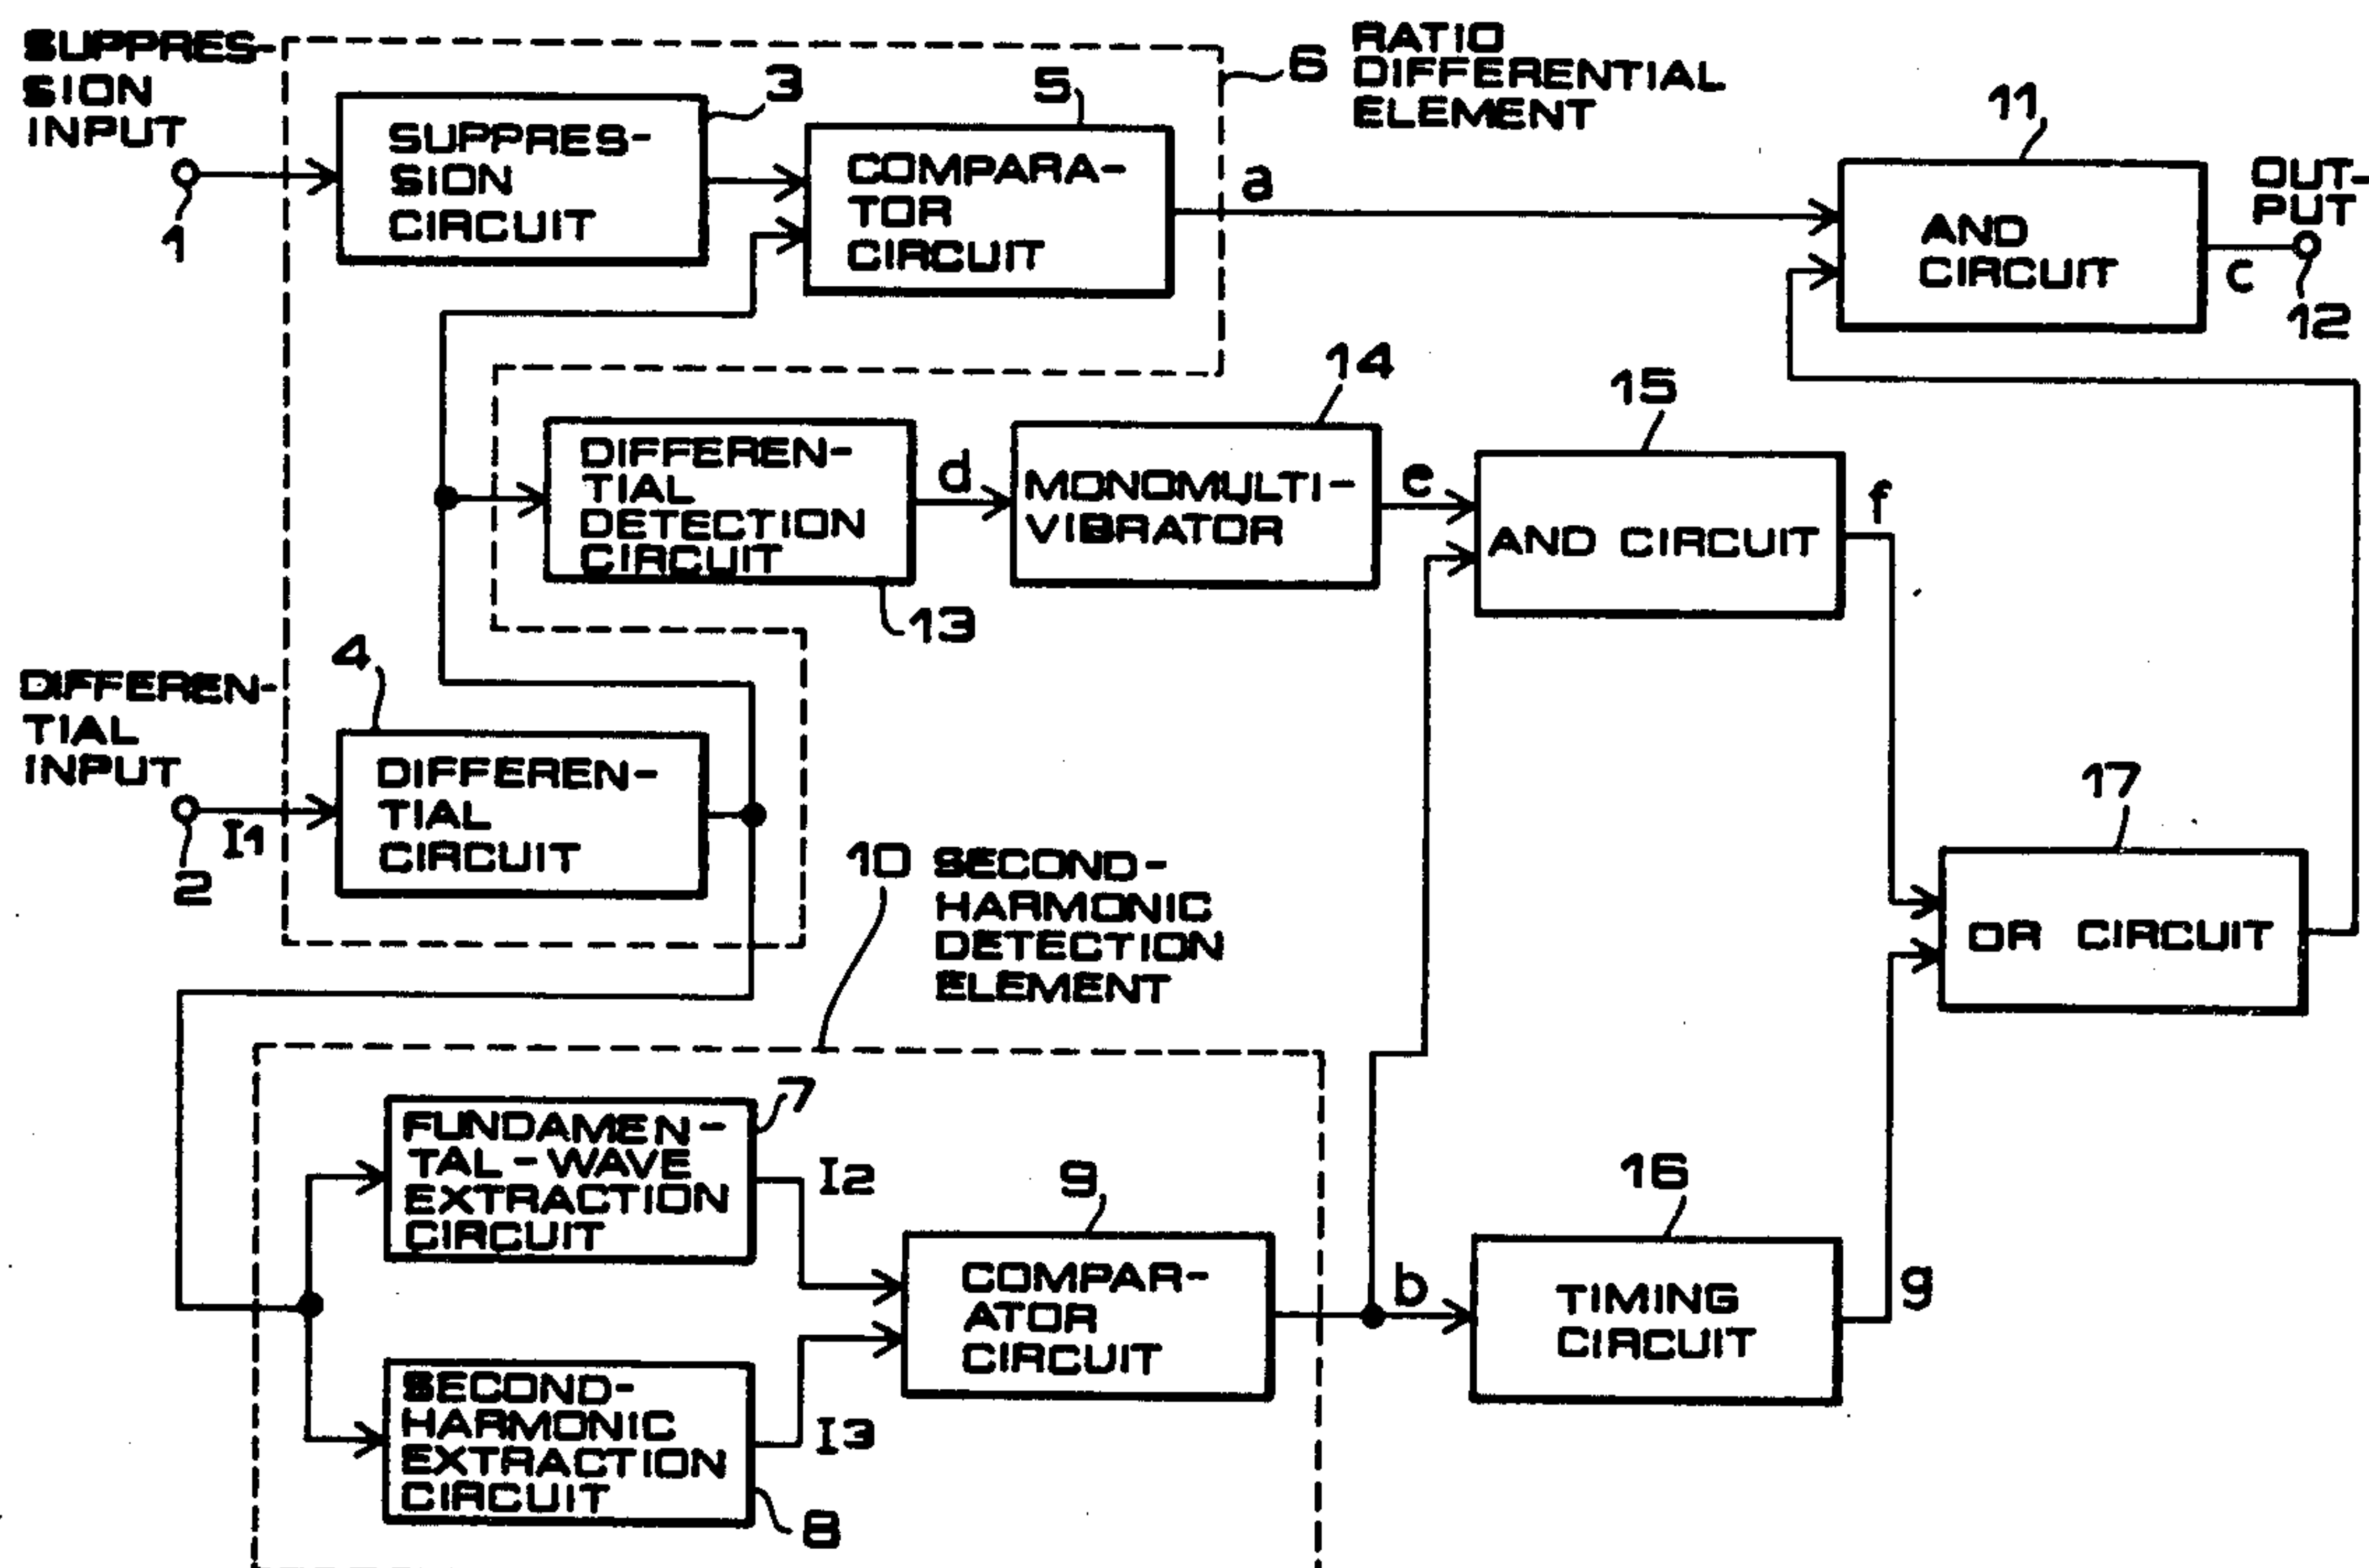 SUPPRES-
SION
INPUT
1
3
SUPPRES-
SION
CIRCUIT
5
COMPARA-
TOR
CIRCUIT
6
RATIO
DIFFERENTIAL
ELEMENT
a
11
AND
CIRCUIT
OUT-
PUT
c
12
DIFFEREN-
TIAL
DETECTION
CIRCUIT
13
d
14
MONOMULTI-
VIBRATOR
e
15
AND CIRCUIT
f
DIFFEREN-
TIAL
INPUT
2
I1
4
DIFFEREN-
TIAL
CIRCUIT
10 SECOND-
HARMONIC
DETECTION
ELEMENT
17
OR CIRCUIT
7
FUNDAMEN-
TAL-WAVE
EXTRACTION
CIRCUIT
I2
9
COMPAR-
ATOR
CIRCUIT
b
16
TIMING
CIRCUIT
g
SECOND-
HARMONIC
EXTRACTION
CIRCUIT
I3
8